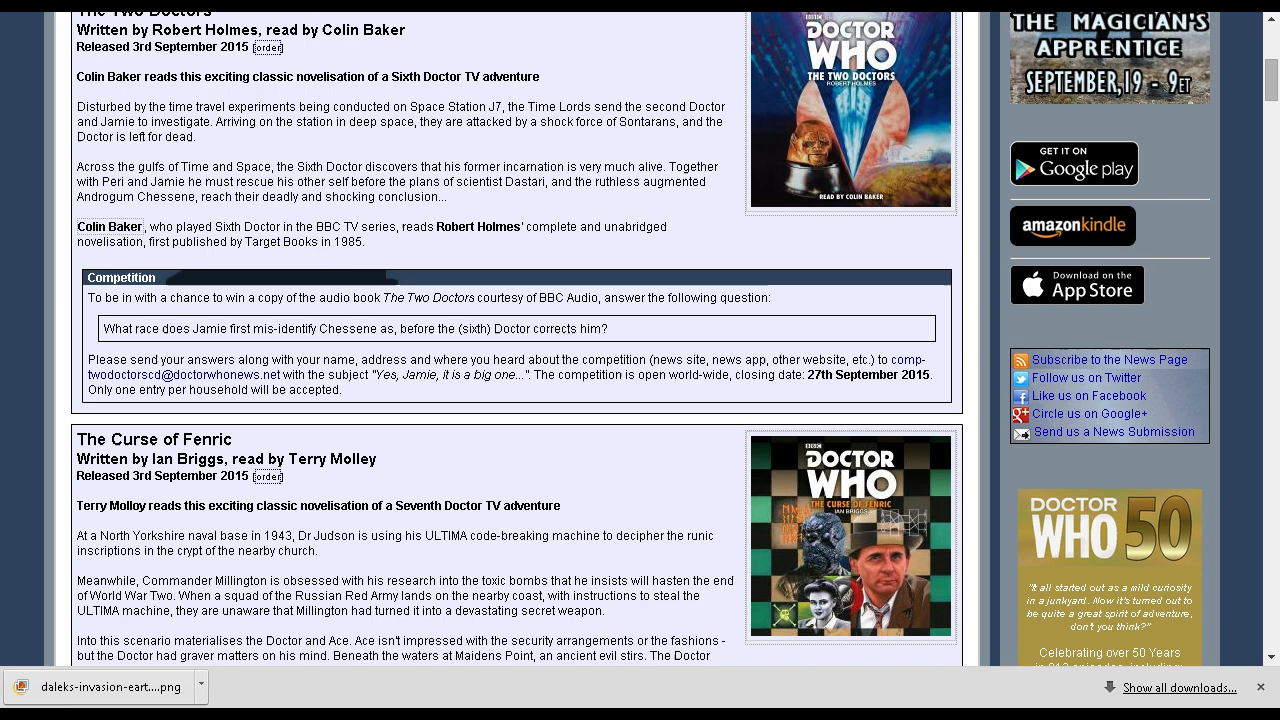 The Two Doctors
Written by Robert Holmes, read by Colin Baker
Released 3rd September 2015 [order]
Colin Baker reads this exciting classic novelisation of a Sixth Doctor TV adventure
Disturbed by the time travel experiments being conducted on Space Station J7, the Time Lords send the second Doctor
and Jamie to investigate. Arriving on the station in deep space, they are attacked by a shock force of Sontarans, and the
Doctor is left for dead.
Across the gulfs of Time and Space, the Sixth Doctor discovers that his former incarnation is very much alive. Together
with Peri and Jamie he must rescue his other self before the plans of scientist Dastari, and the ruthless augmented
Androgum Chessene, reach their deadly and shocking conclusion...
Colin Baker, who played Sixth Doctor in the BBC TV series, reads Robert Holmes' complete and unabridged
novelisation, first published by Target Books in 1985.
BBC
DOCTOR
WHO
THE TWO DOCTORS
ROBERT HOLMES
READ BY COLIN BAKER
Competition
To be in with a chance to win a copy of the audio book The Two Doctors courtesy of BBC Audio, answer the following question:
What race does Jamie first mis-identify Chessene as, before the (sixth) Doctor corrects him?
Please send your answers along with your name, address and where you heard about the competition (news site, news app, other website, etc.) to comp-
twodoctorscd@doctorwhonews.net with the subject "Yes, Jamie, it is a big one...". The competition is open world-wide, closing date: 27th September 2015.
Only one entry per household will be accepted.
The Curse of Fenric
Written by Ian Briggs, read by Terry Molley
Released 3rd September 2015 [order]
Terry Molley reads this exciting classic novelisation of a Seventh Doctor TV adventure
At a North Yorkshire base in 1943, Dr Judson is using his ULTIMA code-breaking machine to decipher the runic
inscriptions in the crypt of the nearby church.
Meanwhile, Commander Millington is obsessed with his research into the toxic bombs that he insists will hasten the end
of World War Two. When a squad of the Russian Red Army land on the nearby coast, with instructions to steal the
ULTIMA machine, they are unaware that Millington had turned it into a devastating secret weapon.
Into this scenario materialises the Doctor and Ace. Ace is unimpressed with the security arrangements or the fashions -
but the Doctor had graver matters on his mind. Beneath the waters at Maidens Point, an ancient evil stirs. The Doctor
BBC
DOCTOR
WHO
THE CURSE OF FENRIC
IAN BRIGGS
THE MAGICIAN'S
APPRENTICE
SEPTEMBER,19 - 9ET
GET IT ON
Google play
amazonkindle
Download on the
App Store
Subscribe to the News Page
Follow us on Twitter
Like us on Facebook
Circle us on Google+
Send us a News Submission
DOCTOR
WHO 50
"It all started out as a mild curiosity
in a junkyard. Now it's turned out to
be quite a great spirit of adventure,
don't you think?"
Celebrating over 50 Years
daleks-invasion-eart....png
Show all downloads...